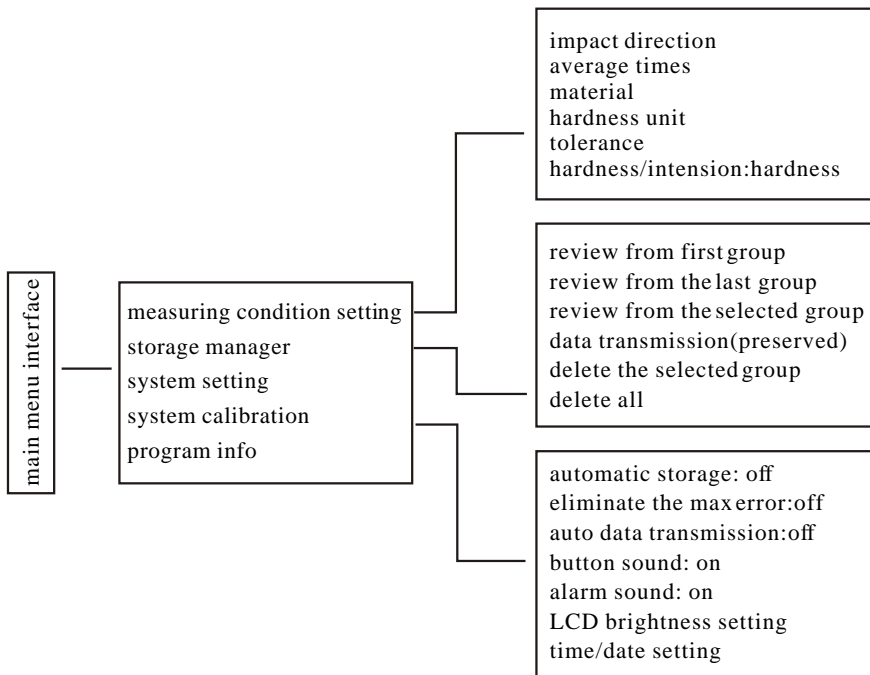 main menu interface
measuring condition setting
storage manager
system setting
system calibration
program info
impact direction
average times
material
hardness unit
tolerance
hardness/intension:hardness
review from first group
review from the last group
review from the selected group
data transmission(preserved)
delete the selected group
delete all
automatic storage: off
eliminate the max error:off
auto data transmission:off
button sound: on
alarm sound: on
LCD brightness setting
time/date setting